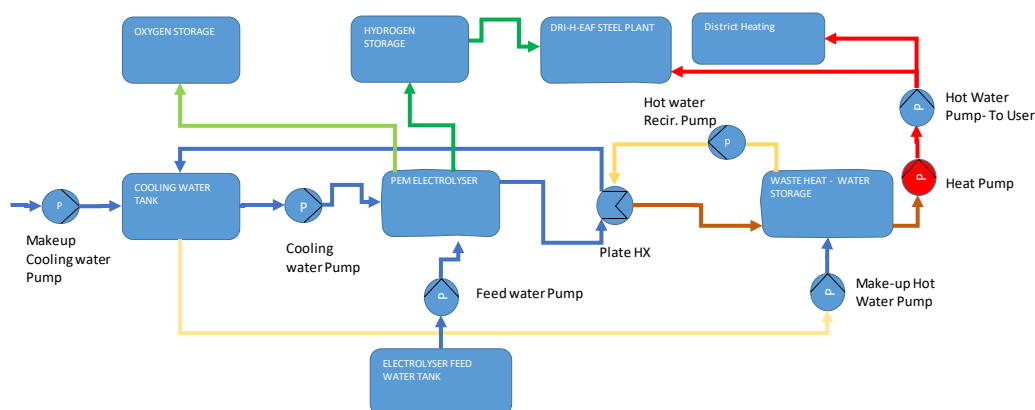 OXYGEN STORAGE
HYDROGEN
STORAGE
DRI-H-EAF STEEL PLANT
District Heating
P
Hot Water
Pump- To User
Hot water
Recir. Pump
p
P
Heat Pump
COOLING WATER
TANK
PEM ELECTROLYSER
WASTE HEAT - WATER
STORAGE
P
Makeup
Cooling water
Pump
P
Cooling
water Pump
Plate HX
P
Feed water Pump
P
Make-up Hot
Water Pump
ELECTROLYSER FEED
WATER TANK